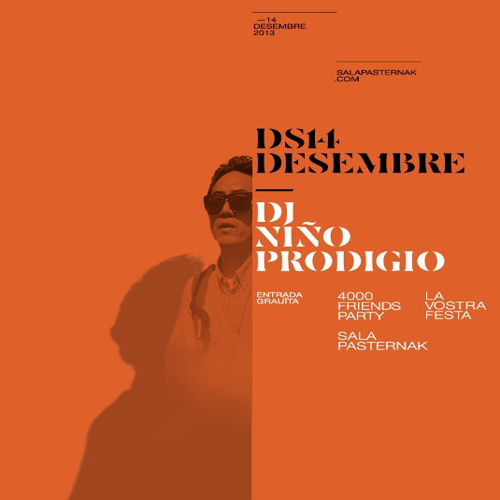 —14
DESEMBRE
2013
SALAPASTERNAK
.COM
DS14
DESEMBRE
DJ
NIÑO
PRODIGIO
ENTRADA
GRAUÏTA
4000
FRIENDS
PARTY
LA
VOSTRA
FESTA
SALA
PASTERNAK